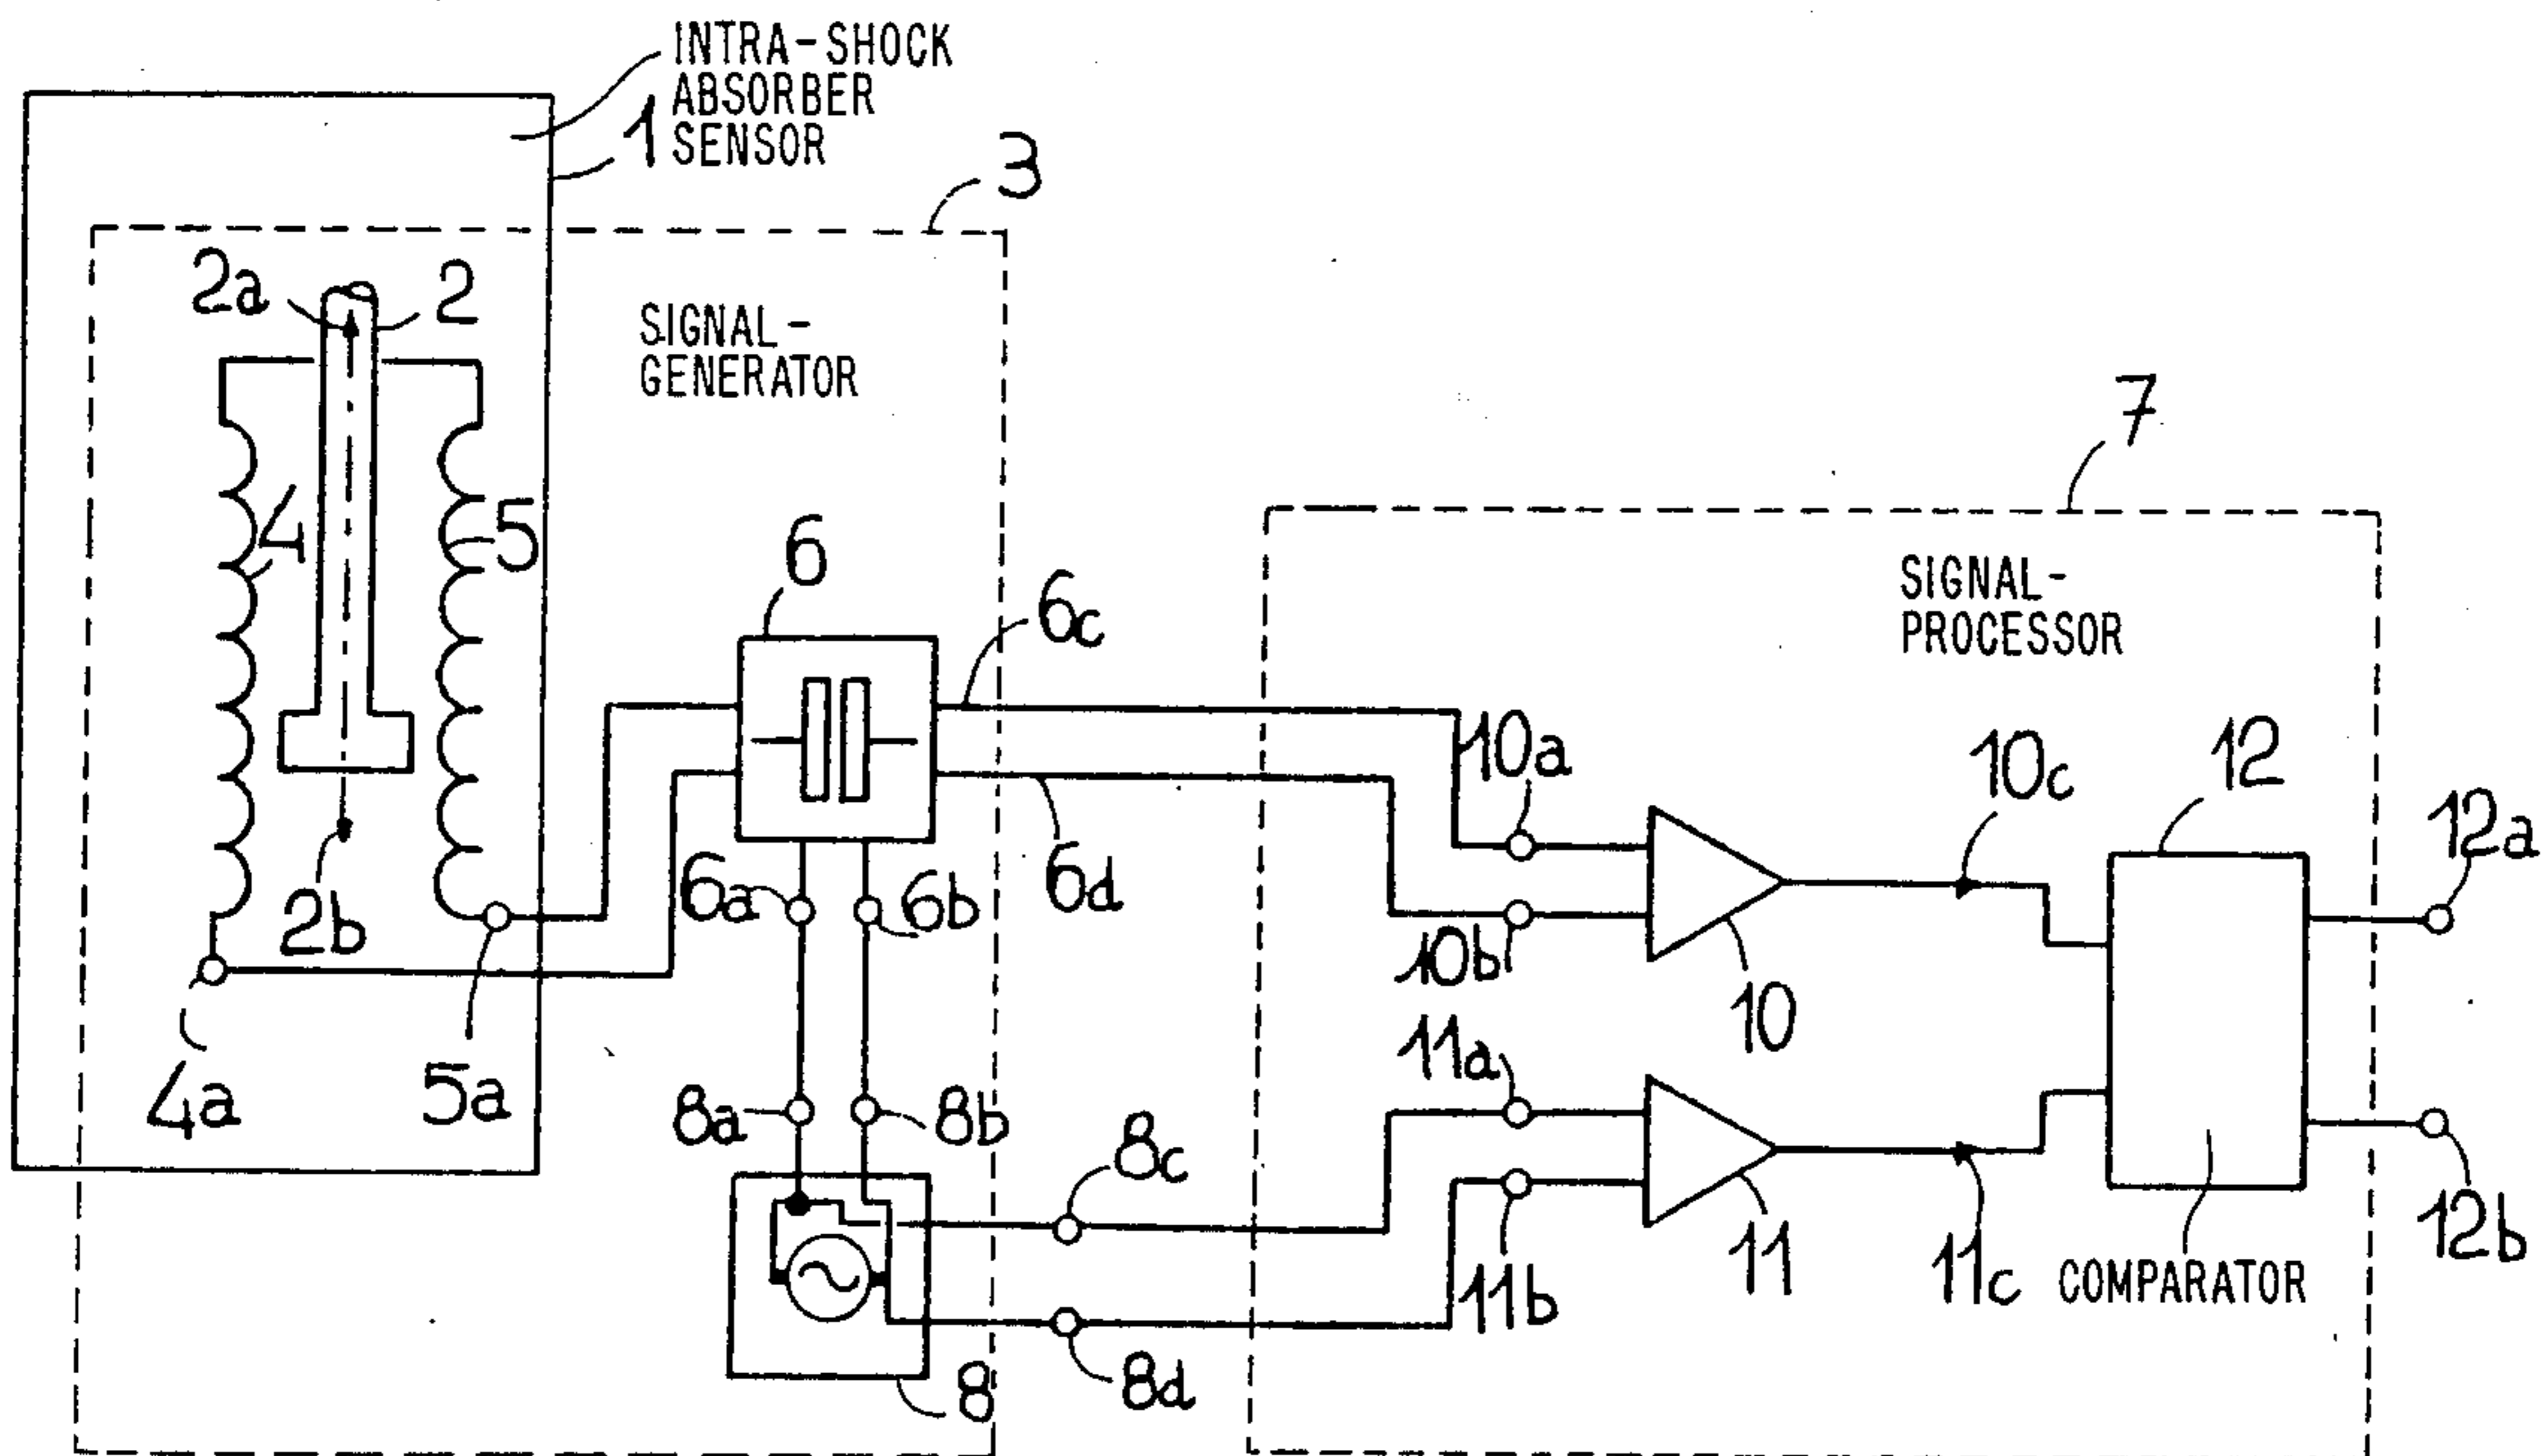 INTRA-SHOCK
ABSORBER
1 SENSOR
3
2a
2
SIGNAL-
GENERATOR
7
4
5
6
SIGNAL-
PROCESSOR
6c
10a
10c
12
12a
6a
6b
6d
2b
10b
10
11a
4a
5a
8a
8b
8c
12b
11b
11
11c
COMPARATOR
8d
8